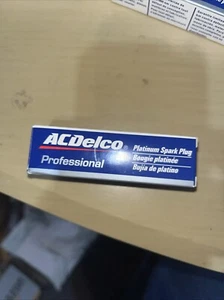 ACDelco
Professional
Platinum Spark Plug
Bougie platinée
Bujía de platino